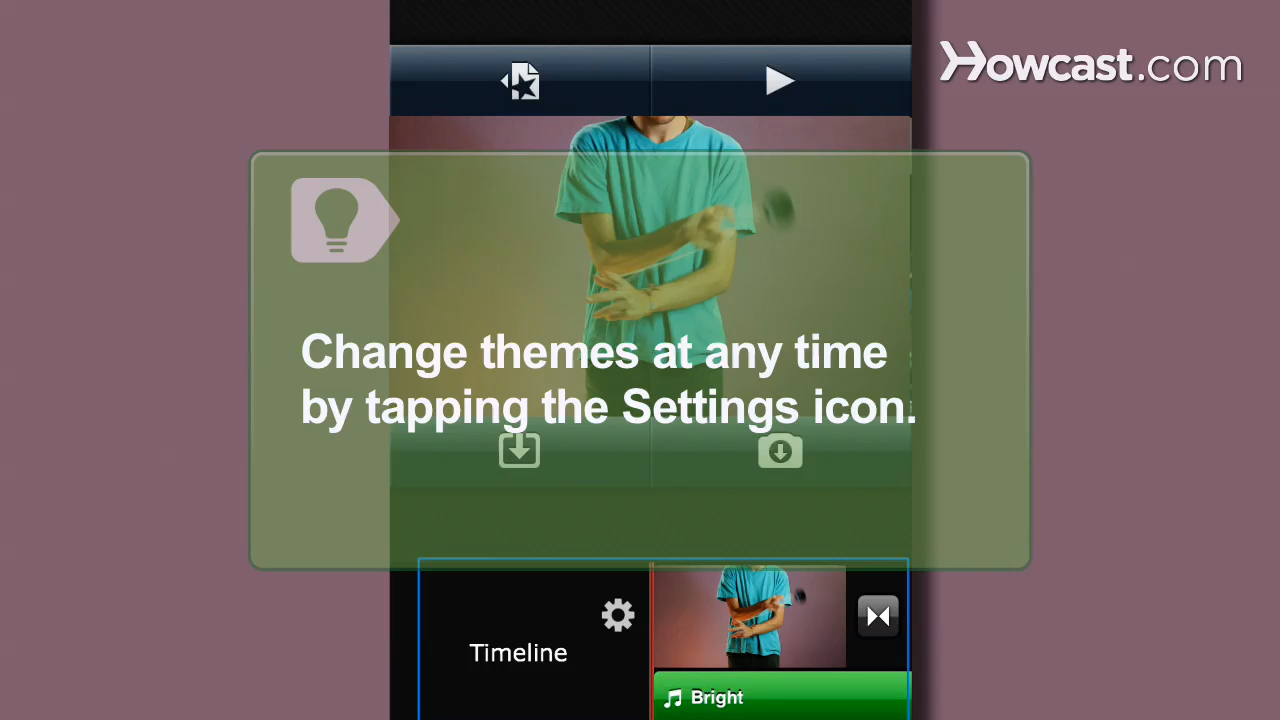 Howcast.com
Change themes at any time
by tapping the Settings icon.
Timeline
Bright